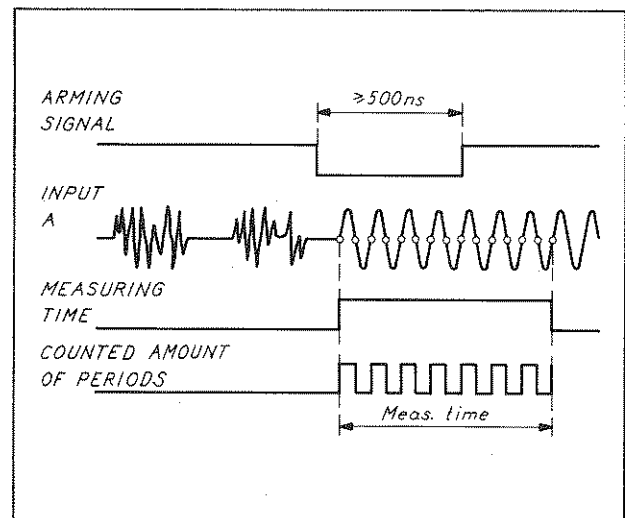 ARMING
SIGNAL
≥500ns
INPUT
A
MEASURING
TIME
COUNTED AMOUNT
OF PERIODS
Meas. time